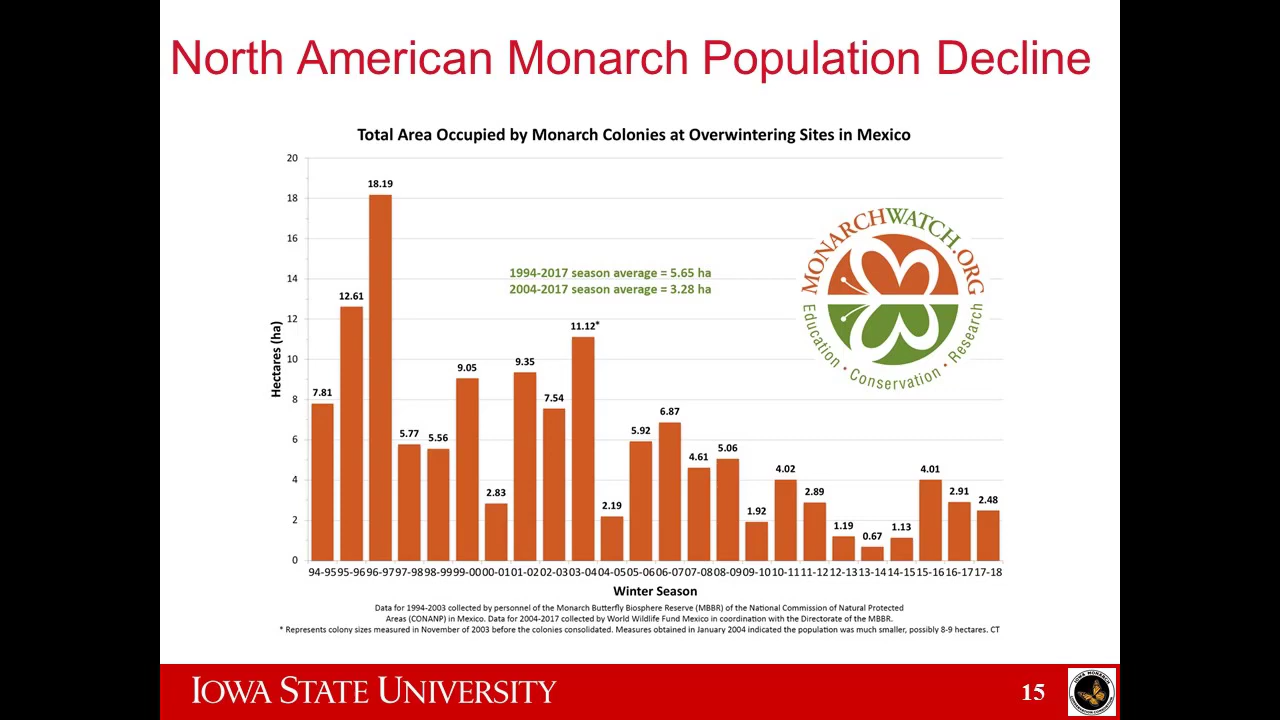 North American Monarch Population Decline
Total Area Occupied by Monarch Colonies at Overwintering Sites in Mexico
20
18
16
14
12
10
8
6
4
2
0
Hectares (ha)
7.81
12.61
18.19
5.77
5.56
9.05
2.83
9.35
7.54
11.12*
2.19
5.92
6.87
4.61
5.06
1.92
4.02
2.89
1.19
0.67
1.13
4.01
2.91
2.48
1994-2017 season average = 5.65 ha
2004-2017 season average = 3.28 ha
MONARCHWATCH.ORG
Education • Conservation • Research
94-95 95-96 96-97 97-98 98-99 99-00 00-01 01-02 02-03 03-04 04-05 05-06 06-07 07-08 08-09 09-10 10-11 11-12 12-13 13-14 14-15 15-16 16-17 17-18
Winter Season
Data for 1994-2003 collected by personnel of the Monarch Butterfly Biosphere Reserve (MBBR) of the National Commission of Natural Protected
Areas (CONANP) in Mexico. Data for 2004-2017 collected by World Wildlife Fund Mexico in coordination with the Directorate of the MBBR.
* Represents colony sizes measured in November of 2003 before the colonies consolidated. Measures obtained in January 2004 indicated the population was much smaller, possibly 8-9 hectares. CT
IOWA STATE UNIVERSITY
15
IOWA MONARCH